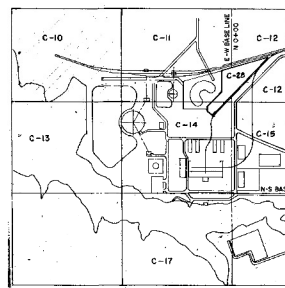 C-10
C-11
C-12
E-W BASE LINE
N 0+00
C-28
C-12
C-14
C-13
C-15
N-S BAS
C-17